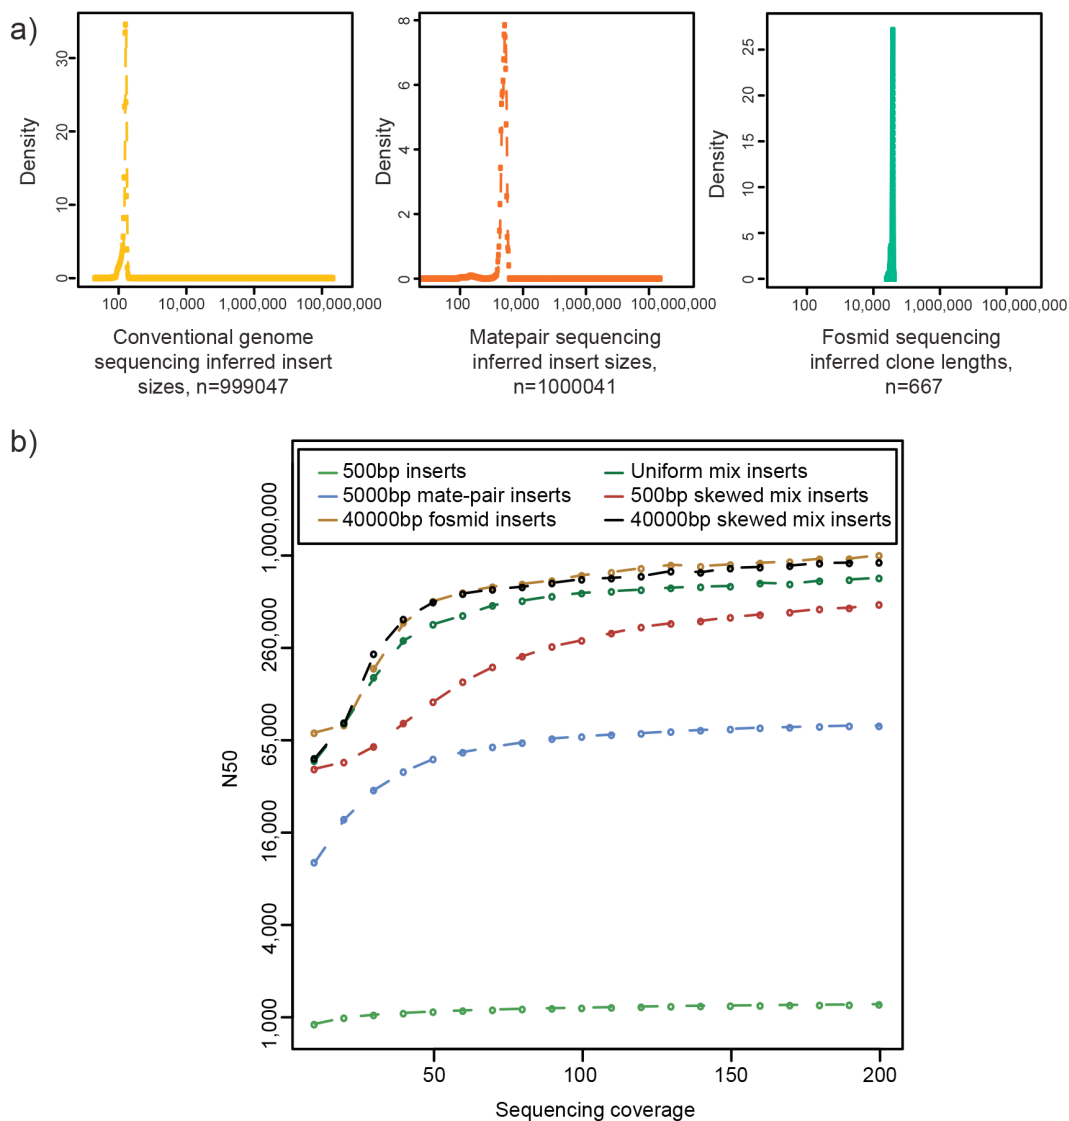 a)
Density
0
10
20
30
100
10,000
1,000,000
100,000,000
Conventional genome
sequencing inferred insert
sizes, n=999047
Density
0
2
4
6
8
100
10,000
1,000,000
100,000,000
Matepair sequencing
inferred insert sizes,
n=1000041
Density
0
5
10
15
20
25
100
10,000
1,000,000
100,000,000
Fosmid sequencing
inferred clone lengths,
n=667
b)
500bp inserts
5000bp mate-pair inserts
40000bp fosmid inserts
Uniform mix inserts
500bp skewed mix inserts
40000bp skewed mix inserts
N50
1,000,000
260,000
65,000
16,000
4,000
1,000
50
100
150
200
Sequencing coverage